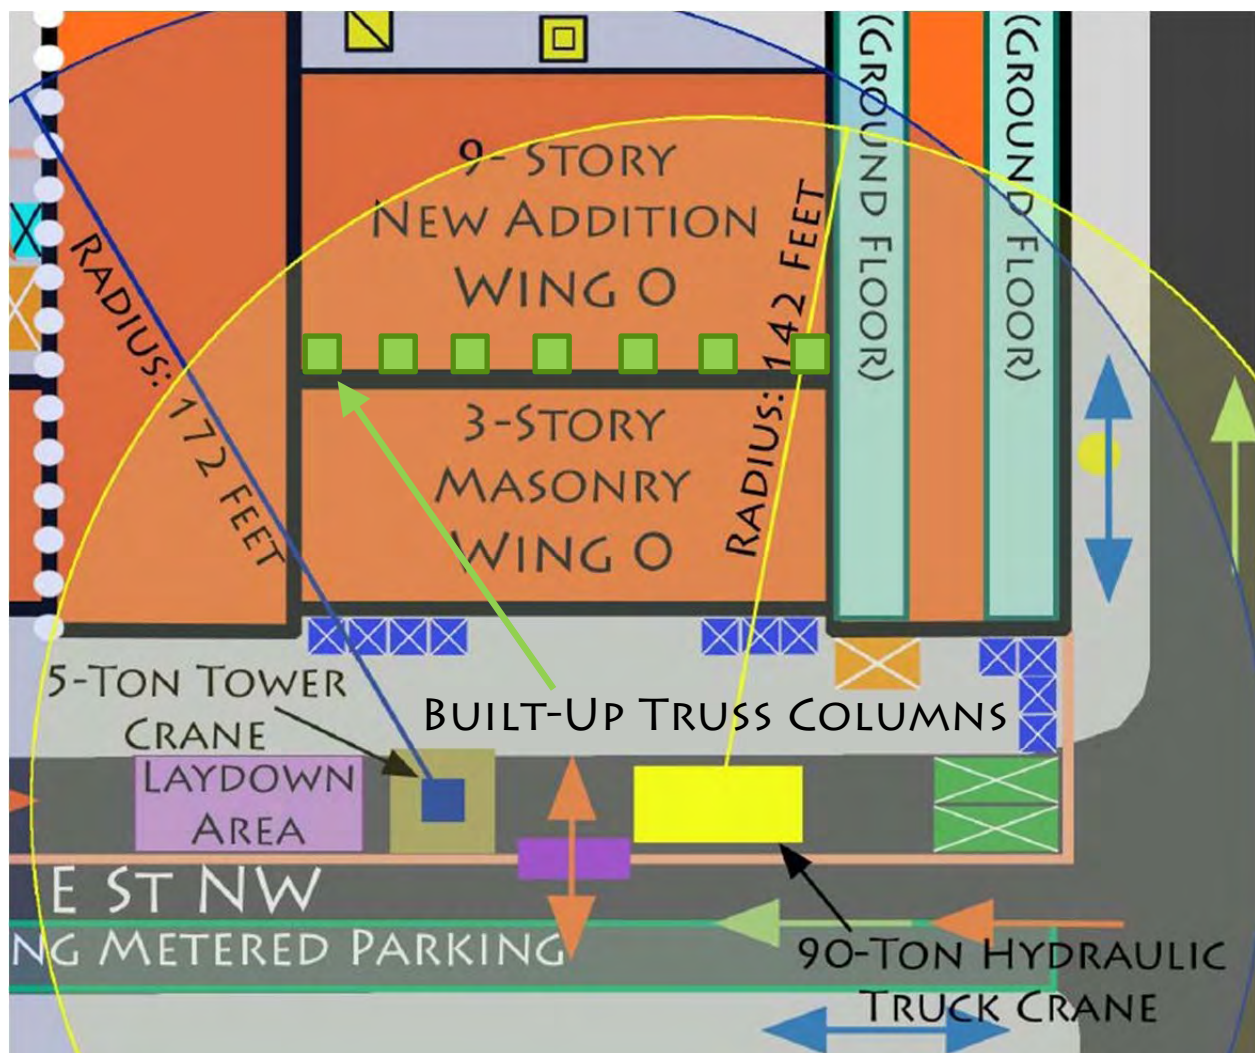 (GROUND FLOOR)
(GROUND FLOOR)
9- STORY
NEW ADDITION
WING O
RADIUS: 172 FEET
RADIUS: 142 FEET
3-STORY
MASONRY
WING O
5-TON TOWER
CRANE
BUILT-UP TRUSS COLUMNS
LAYDOWN
AREA
E ST NW
NG METERED PARKING
90-TON HYDRAULIC
TRUCK CRANE